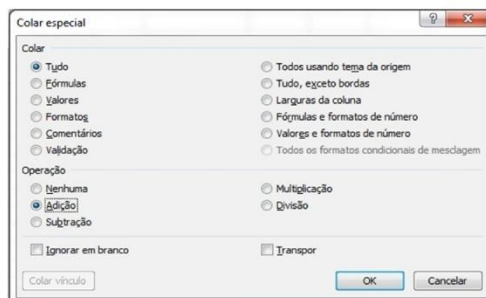 Colar especial
Colar
Tudo
Fórmulas
Valores
Formatos
Comentários
Validação
Todos usando tema da origem
Tudo, exceto bordas
Larguras da coluna
Fórmulas e formatos de número
Valores e formatos de número
Todos os formatos condicionais de mesclagem
Operação
Nenhuma
Adição
Subtração
Multiplicação
Divisão
Ignorar em branco
Transpor
Colar vínculo
OK
Cancelar